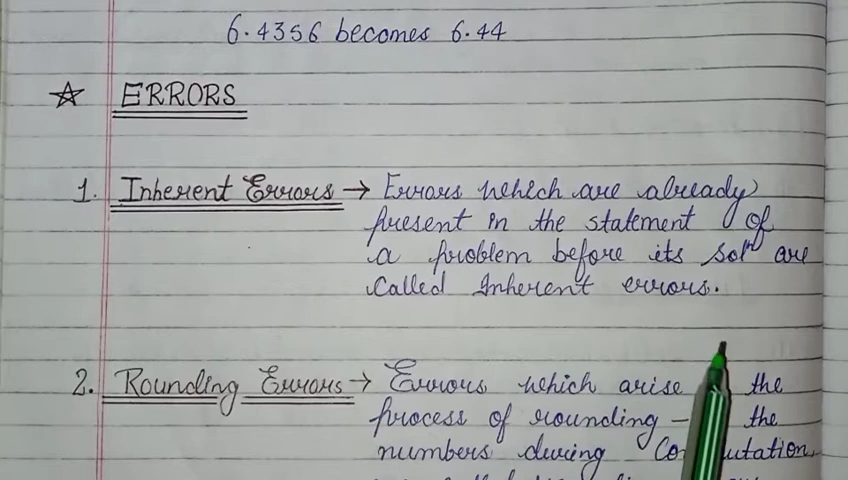 6.4356 becomes 6.44
☆ ERRORS
1. Inherent Errors → Errors which are already
present in the statement of
a problem before its solⁿ are
called Inherent errors.
2. Rounding Errors → Errors which arise the
process of rounding - the
numbers during